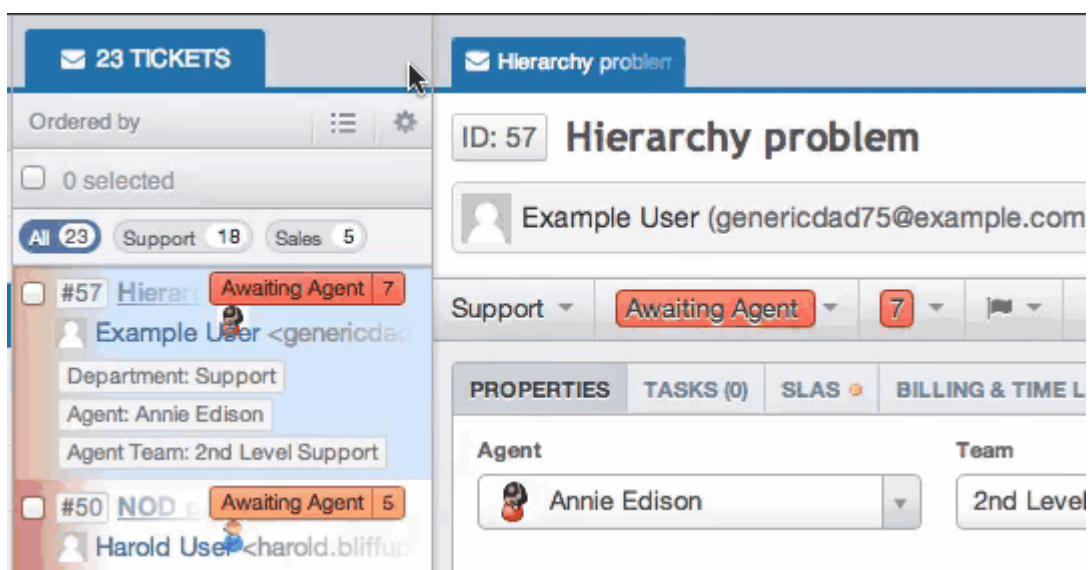 23 TICKETS
Ordered by
0 selected
All 23 Support 18 Sales 5
#57 Hierarc Awaiting Agent 7
Example User <genericdad
Department: Support
Agent: Annie Edison
Agent Team: 2nd Level Support
#50 NOD Awaiting Agent 5
Harold User <harold.bliffup
Hierarchy problem
ID: 57 Hierarchy problem
Example User (genericdad75@example.com
Support Awaiting Agent 7
PROPERTIES TASKS (0) SLAS BILLING & TIME L
Agent Team
Annie Edison 2nd Level